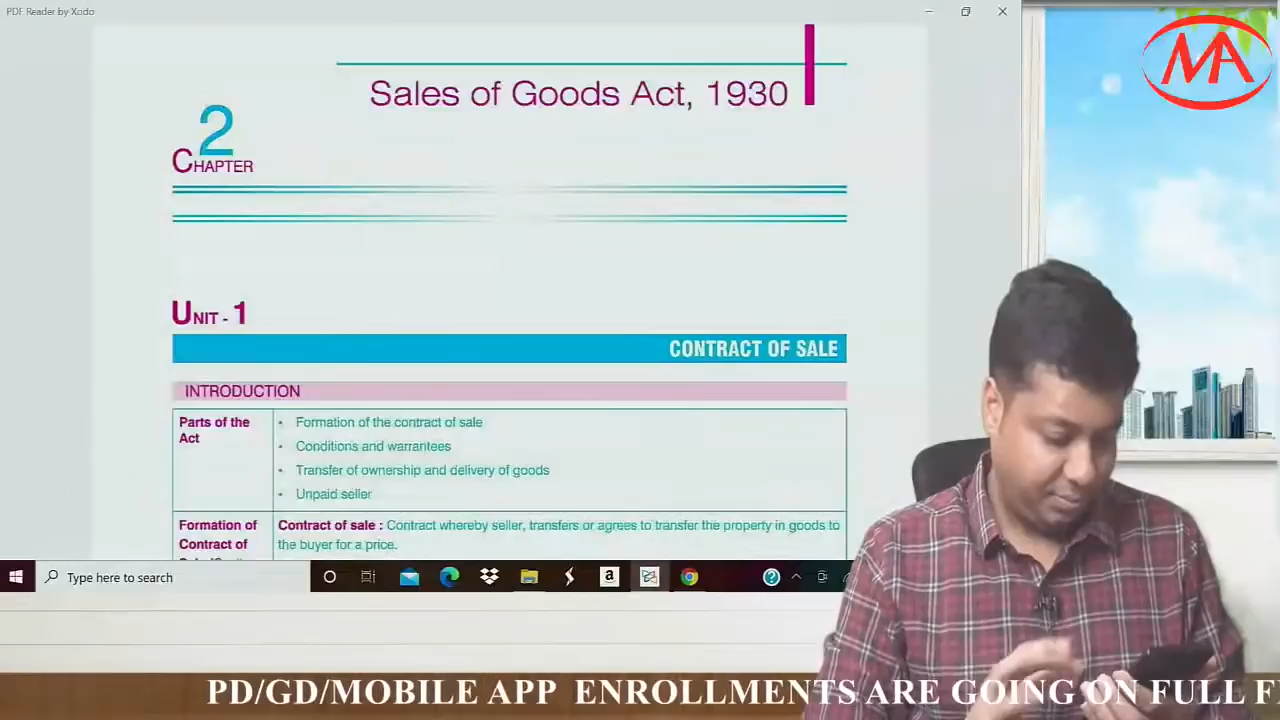 PDF Reader by Xodo
MA
Sales of Goods Act, 1930
2
CHAPTER
UNIT - 1
CONTRACT OF SALE
INTRODUCTION
Parts of the
Act
• Formation of the contract of sale
• Conditions and warrantees
• Transfer of ownership and delivery of goods
• Unpaid seller
Formation of
Contract of
Contract of sale : Contract whereby seller, transfers or agrees to transfer the property in goods to
the buyer for a price.
Type here to search
a
PD/GD/MOBILE APP ENROLLMENTS ARE GOING ON FULL F